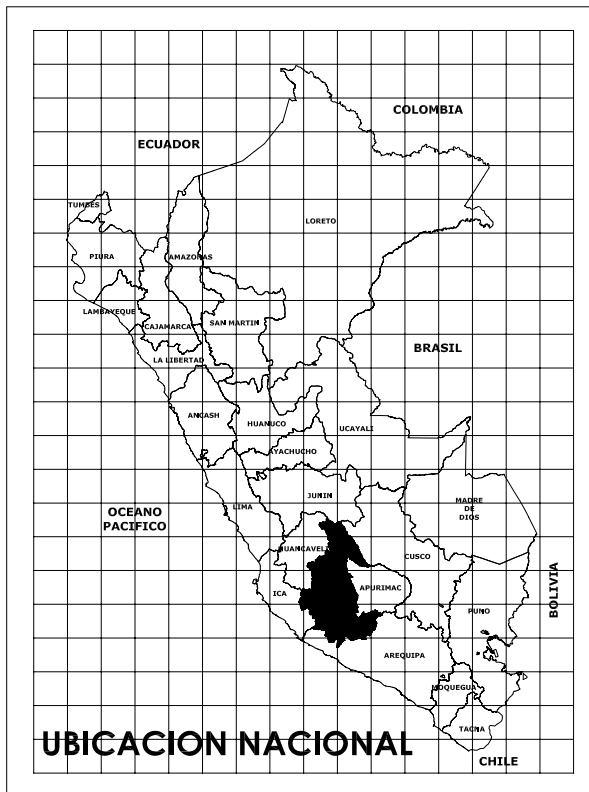 COLOMBIA
ECUADOR
TUMBES
LORETO
PIURA
AMAZONAS
LAMBAYEQUE
CAJAMARCA
SAN MARTIN
BRASIL
LA LIBERTAD
ANCASH
HUANUCO
UCAYALI
AYACHUCHO
JUNIN
MADRE
DE
DIOS
OCEANO
PACIFICO
LIMA
HUANCAVELI
CUSCO
ICA
APURIMAC
BOLIVIA
PUNO
AREQUIPA
MOQUEGUA
TACNA
UBICACION NACIONAL
CHILE